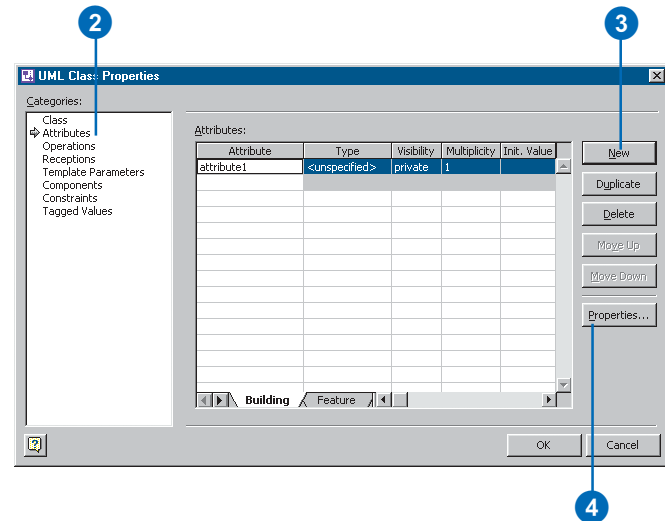 2
3
UML Class Properties
Categories:
Class
Attributes
Operations
Receptions
Template Parameters
Components
Constraints
Tagged Values
Attributes:
Attribute Type Visibility Multiplicity Init. Value
attribute1 <unspecified> private 1
Building Feature
New
Duplicate
Delete
Move Up
Move Down
Properties...
OK Cancel
4